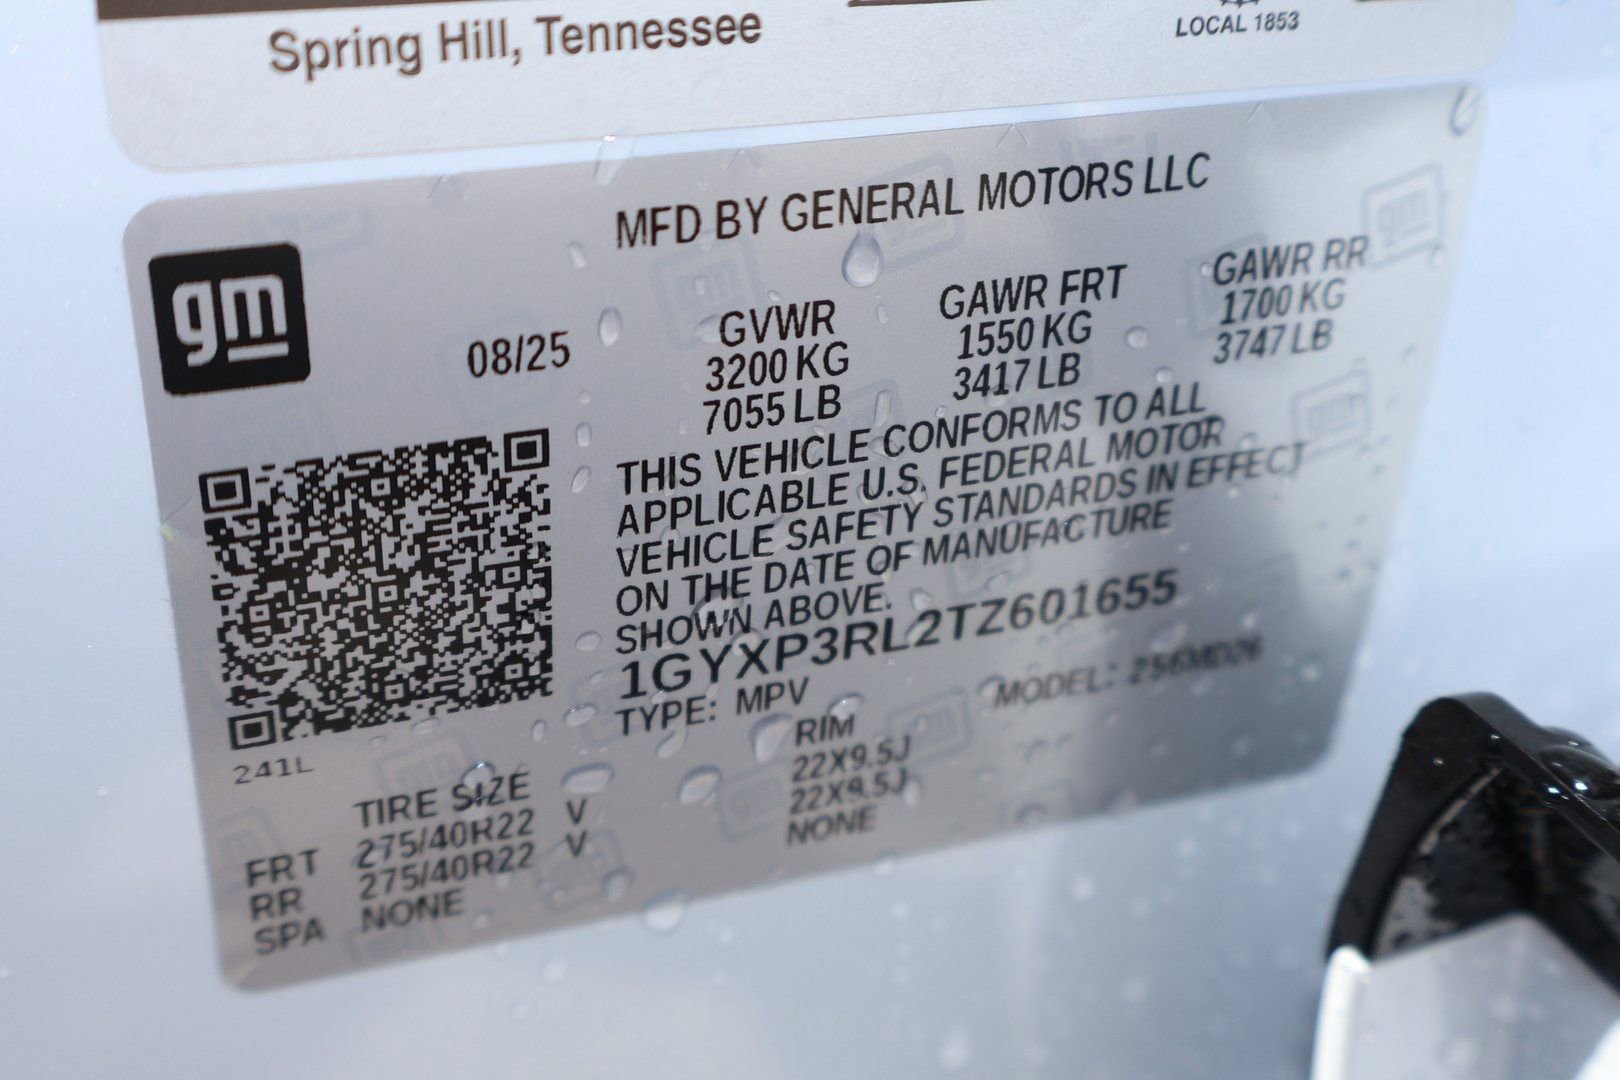 Spring Hill, Tennessee
LOCAL 1853
MFD BY GENERAL MOTORS LLC
gm
08/25
GVWR
3200 KG
7055 LB
GAWR FRT
1550 KG
3417 LB
GAWR RR
1700 KG
3747 LB
THIS VEHICLE CONFORMS TO ALL
APPLICABLE U.S. FEDERAL MOTOR
VEHICLE SAFETY STANDARDS IN EFFECT
ON THE DATE OF MANUFACTURE
SHOWN ABOVE.
1GYXP3RL2TZ601655
TYPE: MPV MODEL:
241L
TIRE SIZE RIM
FRT 275/40R22 V 22X9.5J
RR 275/40R22 V 22X9.5J
SPA NONE NONE